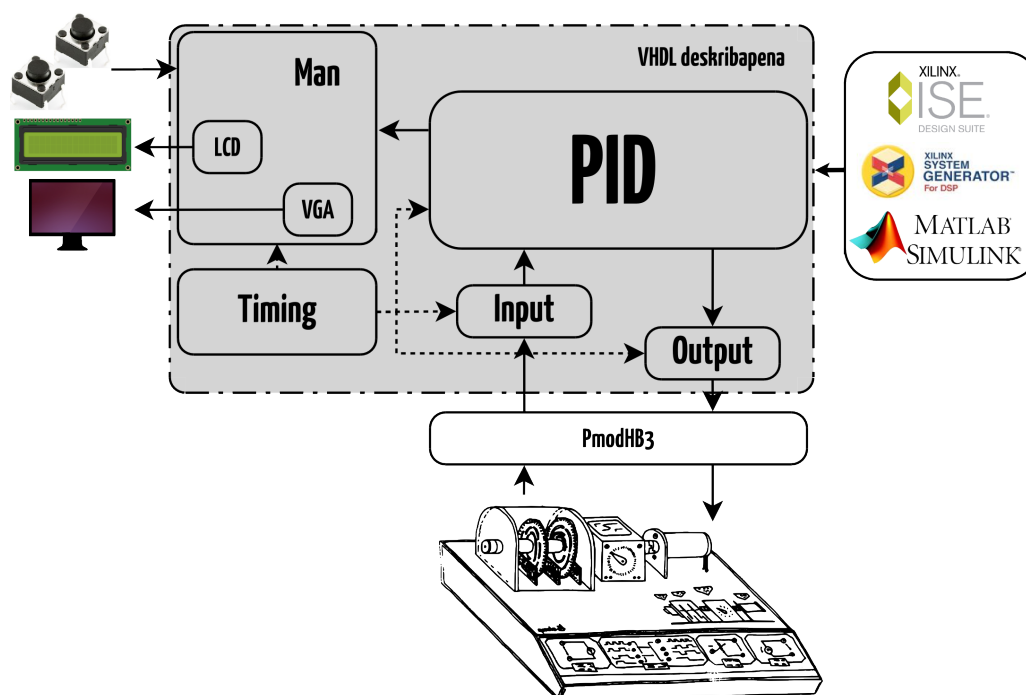 Man
VHDL deskribapena
XILINX®
ISE®
DESIGN SUITE
PID
LCD
XILINX
SYSTEM
GENERATOR™
For DSP
VGA
MATLAB®
SIMULINK®
Timing
Input
Output
PmodHB3